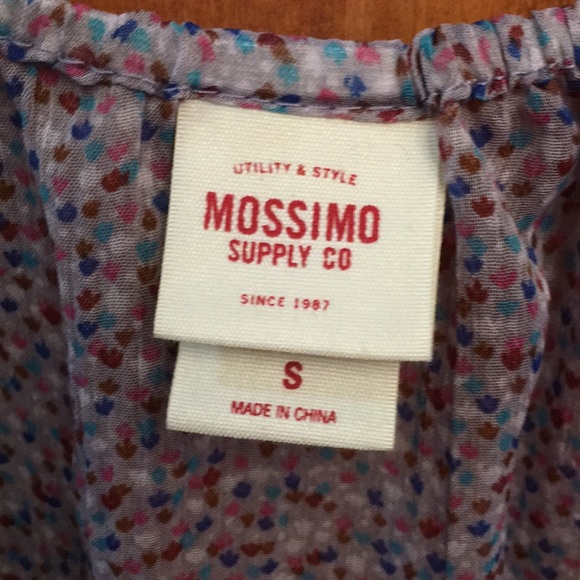 UTILITY & STYLE
MOSSIMO
SUPPLY CO
SINCE 1987
S
MADE IN CHINA